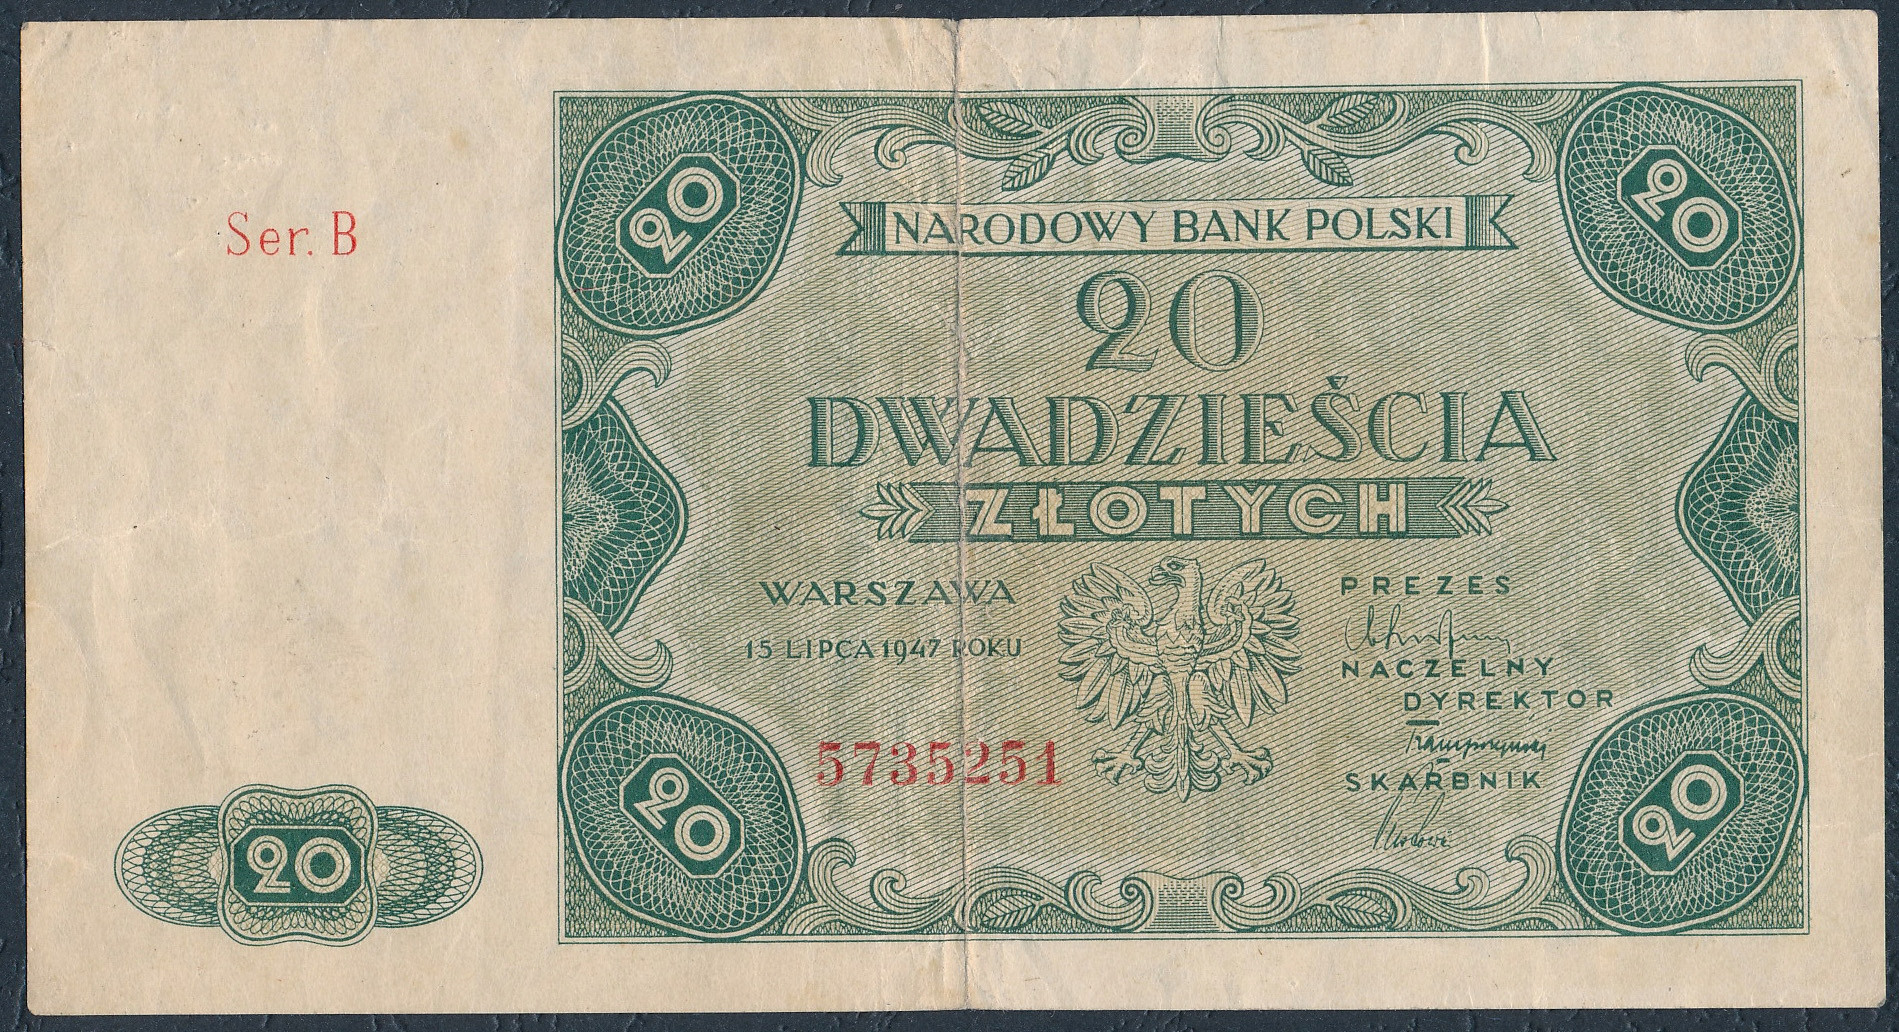 Ser. B
20
20
NARODOWY BANK POLSKI
20
DWADZIEŚCIA
ZŁOTYCH
WARSZAWA
15 LIPCA 1947 ROKU
PREZES
NACZELNY
DYREKTOR
5735251
SKARBNIK
20
20
20